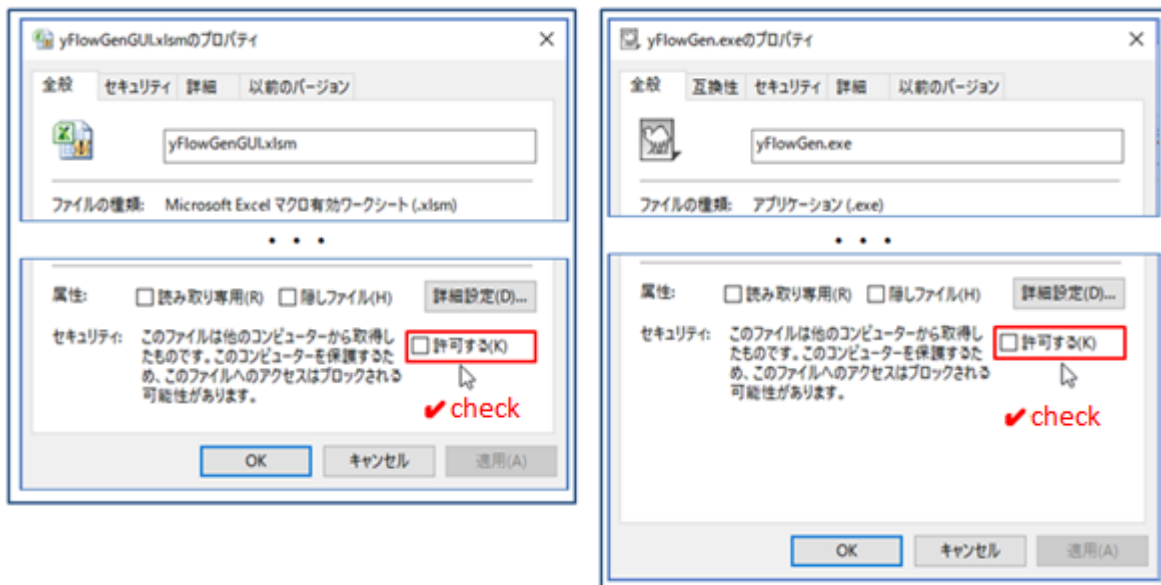 yFlowGenGUI.xlsmのプロパティ
全般 セキュリティ 詳細 以前のバージョン
yFlowGenGUI.xlsm
ファイルの種類: Microsoft Excel マクロ有効ワークシート (.xlsm)
・・・
属性: 読み取り専用(R) 隠しファイル(H) 詳細設定(D)...
セキュリティ: このファイルは他のコンピューターから取得し
たものです。このコンピューターを保護するた
め、このファイルへのアクセスはブロックされる
可能性があります。
許可する(K)
✔ check
OK キャンセル 適用(A)
yFlowGen.exeのプロパティ
全般 互換性 セキュリティ 詳細 以前のバージョン
yFlowGen.exe
ファイルの種類: アプリケーション (.exe)
・・・
属性: 読み取り専用(R) 隠しファイル(H) 詳細設定(D)...
セキュリティ: このファイルは他のコンピューターから取得し
たものです。このコンピューターを保護するた
め、このファイルへのアクセスはブロックされる
可能性があります。
許可する(K)
✔ check
OK キャンセル 適用(A)